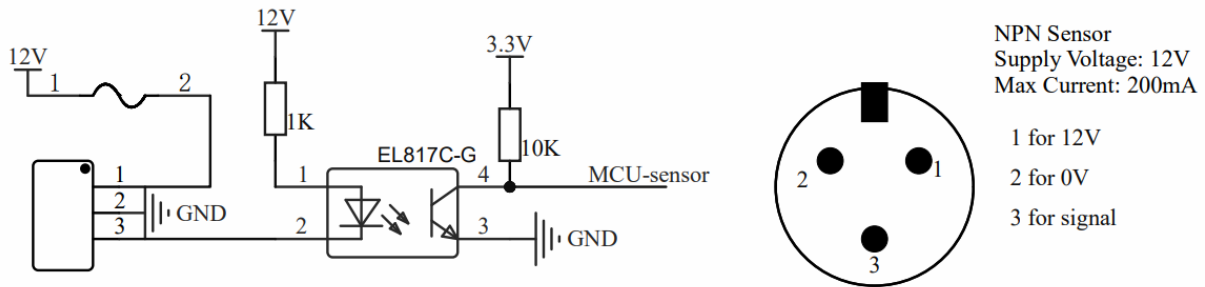 12V
1
2
1
2
3
GND
12V
1K
EL817C-G
1
2
4
3
3.3V
10K
MCU-sensor
GND
2
1
3
NPN Sensor
Supply Voltage: 12V
Max Current: 200mA
1 for 12V
2 for 0V
3 for signal